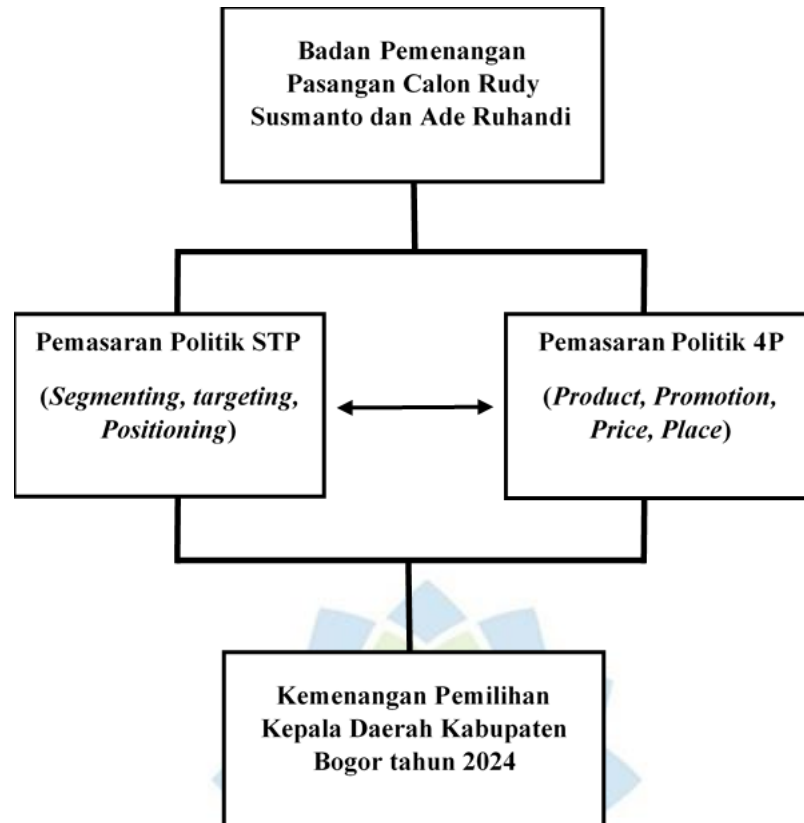 Badan Pemenangan
Pasangan Calon Rudy
Susmanto dan Ade Ruhandi
Pemasaran Politik STP
(Segmenting, targeting,
Positioning)
Pemasaran Politik 4P
(Product, Promotion,
Price, Place)
Kemenangan Pemilihan
Kepala Daerah Kabupaten
Bogor tahun 2024